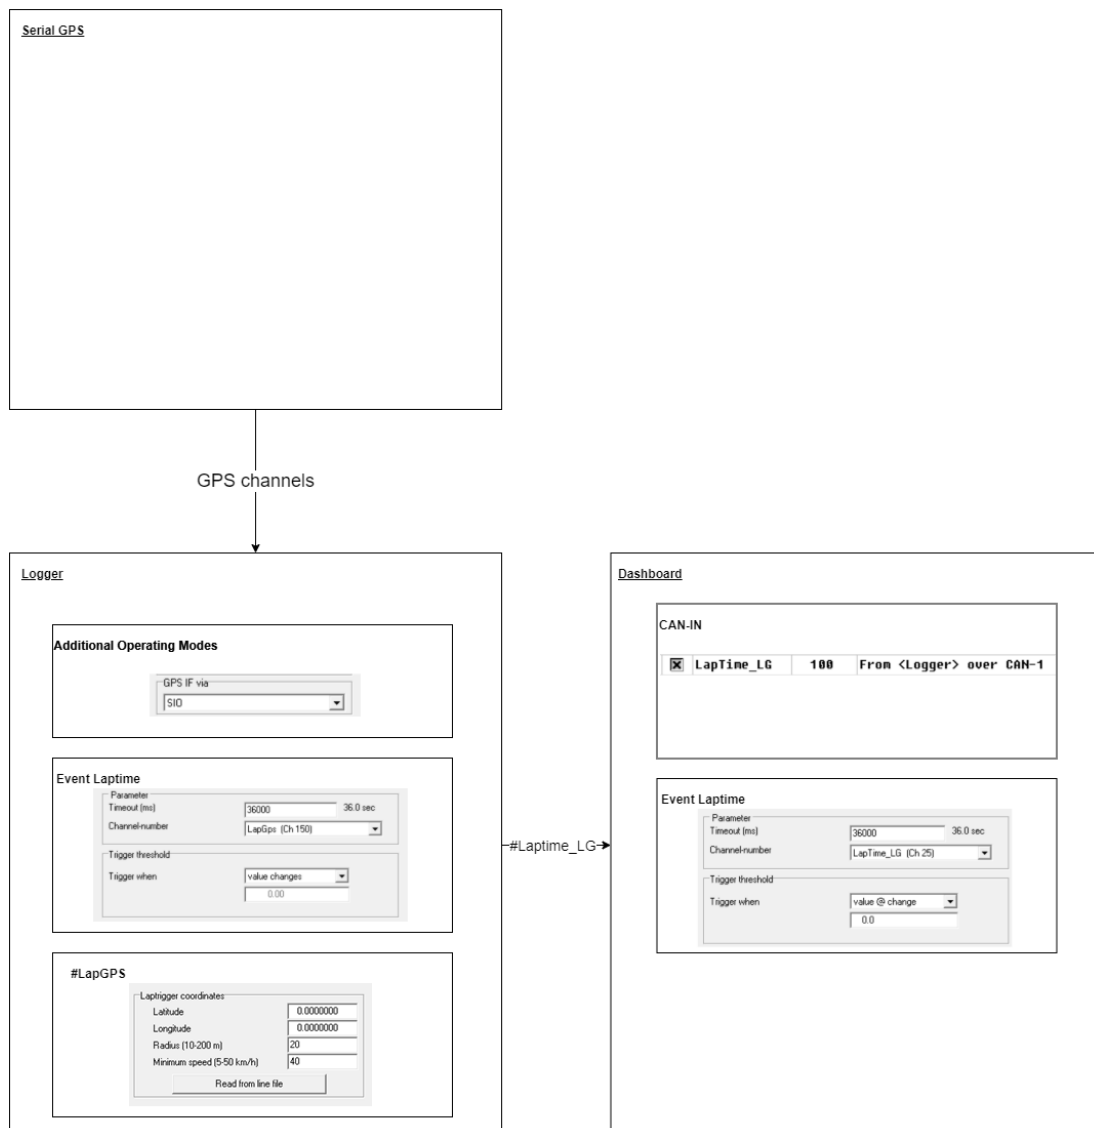 Serial GPS
GPS channels
Logger
Additional Operating Modes
GPS IF via
SIO
Event Laptime
Parameter
Timeout (ms) 36000 36.0 sec
Channel-number LapGps (Ch 150)
Trigger threshold
Trigger when value changes
0.00
#LapGPS
Laptrigger coordinates
Latitude 0.0000000
Longitude 0.0000000
Radius (10-200 m) 20
Minimum speed (5-50 km/h) 40
Read from line file
#Laptime_LG
Dashboard
CAN-IN
LapTime_LG 100 From <Logger> over CAN-1
Event Laptime
Parameter
Timeout (ms) 36000 36.0 sec
Channel-number LapTime_LG (Ch 25)
Trigger threshold
Trigger when value @ change
0.0